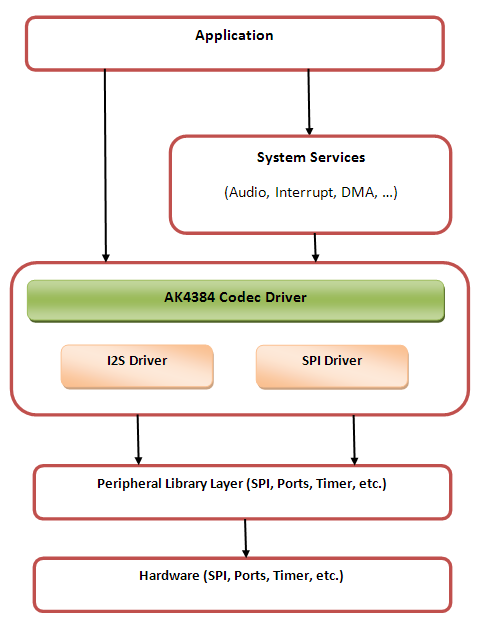 Application
System Services
(Audio, Interrupt, DMA, ...)
AK4384 Codec Driver
I2S Driver
SPI Driver
Peripheral Library Layer (SPI, Ports, Timer, etc.)
Hardware (SPI, Ports, Timer, etc.)